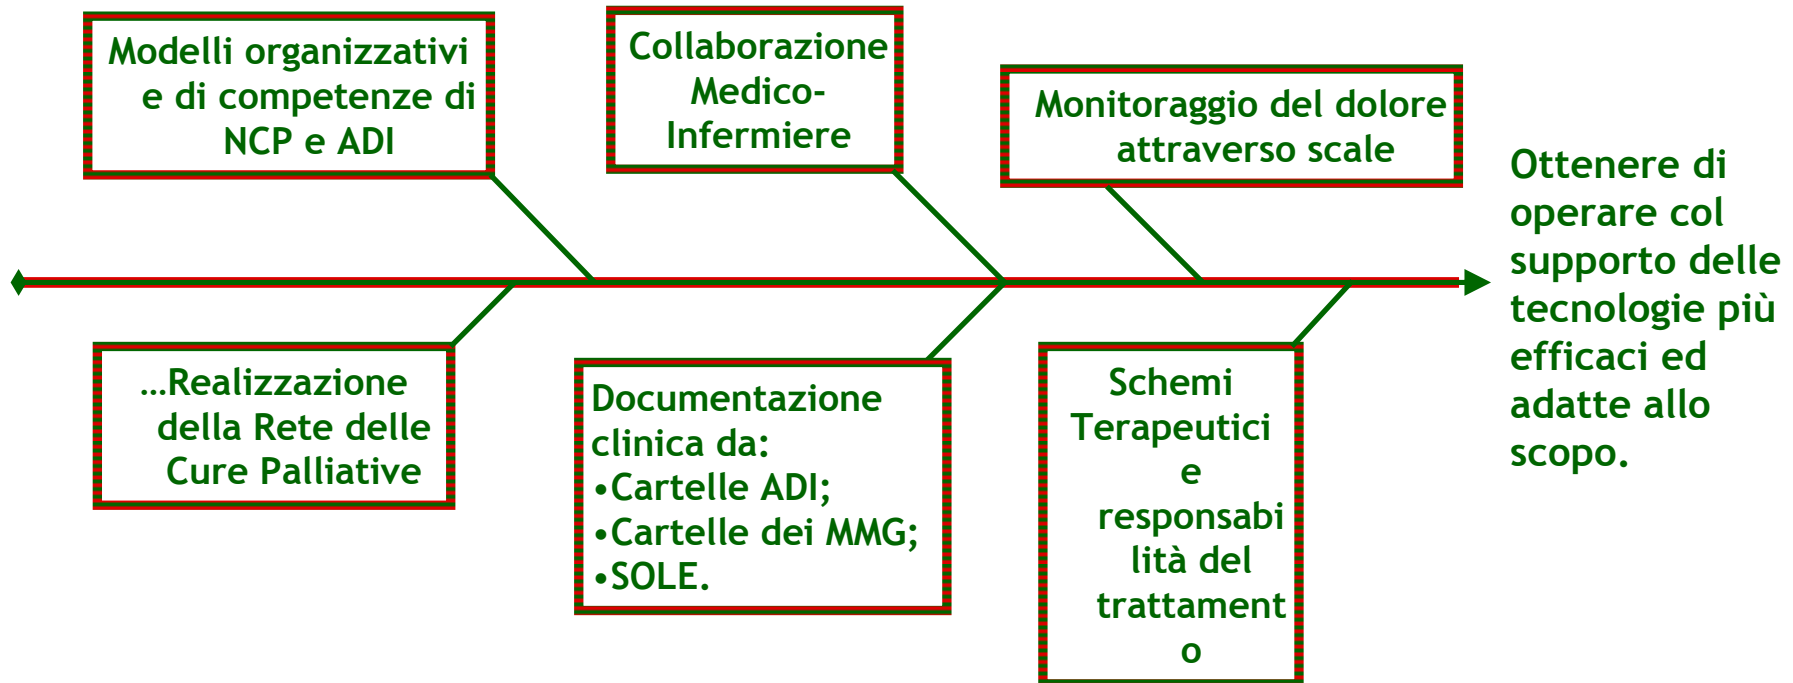 Modelli organizzativi
e di competenze di
NCP e ADI
Collaborazione
Medico-
Infermiere
Monitoraggio del dolore
attraverso scale
Ottenere di
operare col
supporto delle
tecnologie più
efficaci ed
adatte allo
scopo.
…Realizzazione
della Rete delle
Cure Palliative
Documentazione
clinica da:
•Cartelle ADI;
•Cartelle dei MMG;
•SOLE.
Schemi
Terapeutici
e
responsabi
lità del
trattament
o